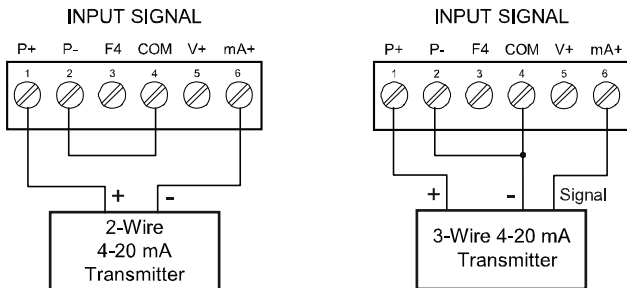 INPUT SIGNAL
P+ P- F4 COM V+ mA+
1 2 3 4 5 6
+ -
2-Wire
4-20 mA
Transmitter
INPUT SIGNAL
P+ P- F4 COM V+ mA+
1 2 3 4 5 6
+ - Signal
3-Wire 4-20 mA
Transmitter